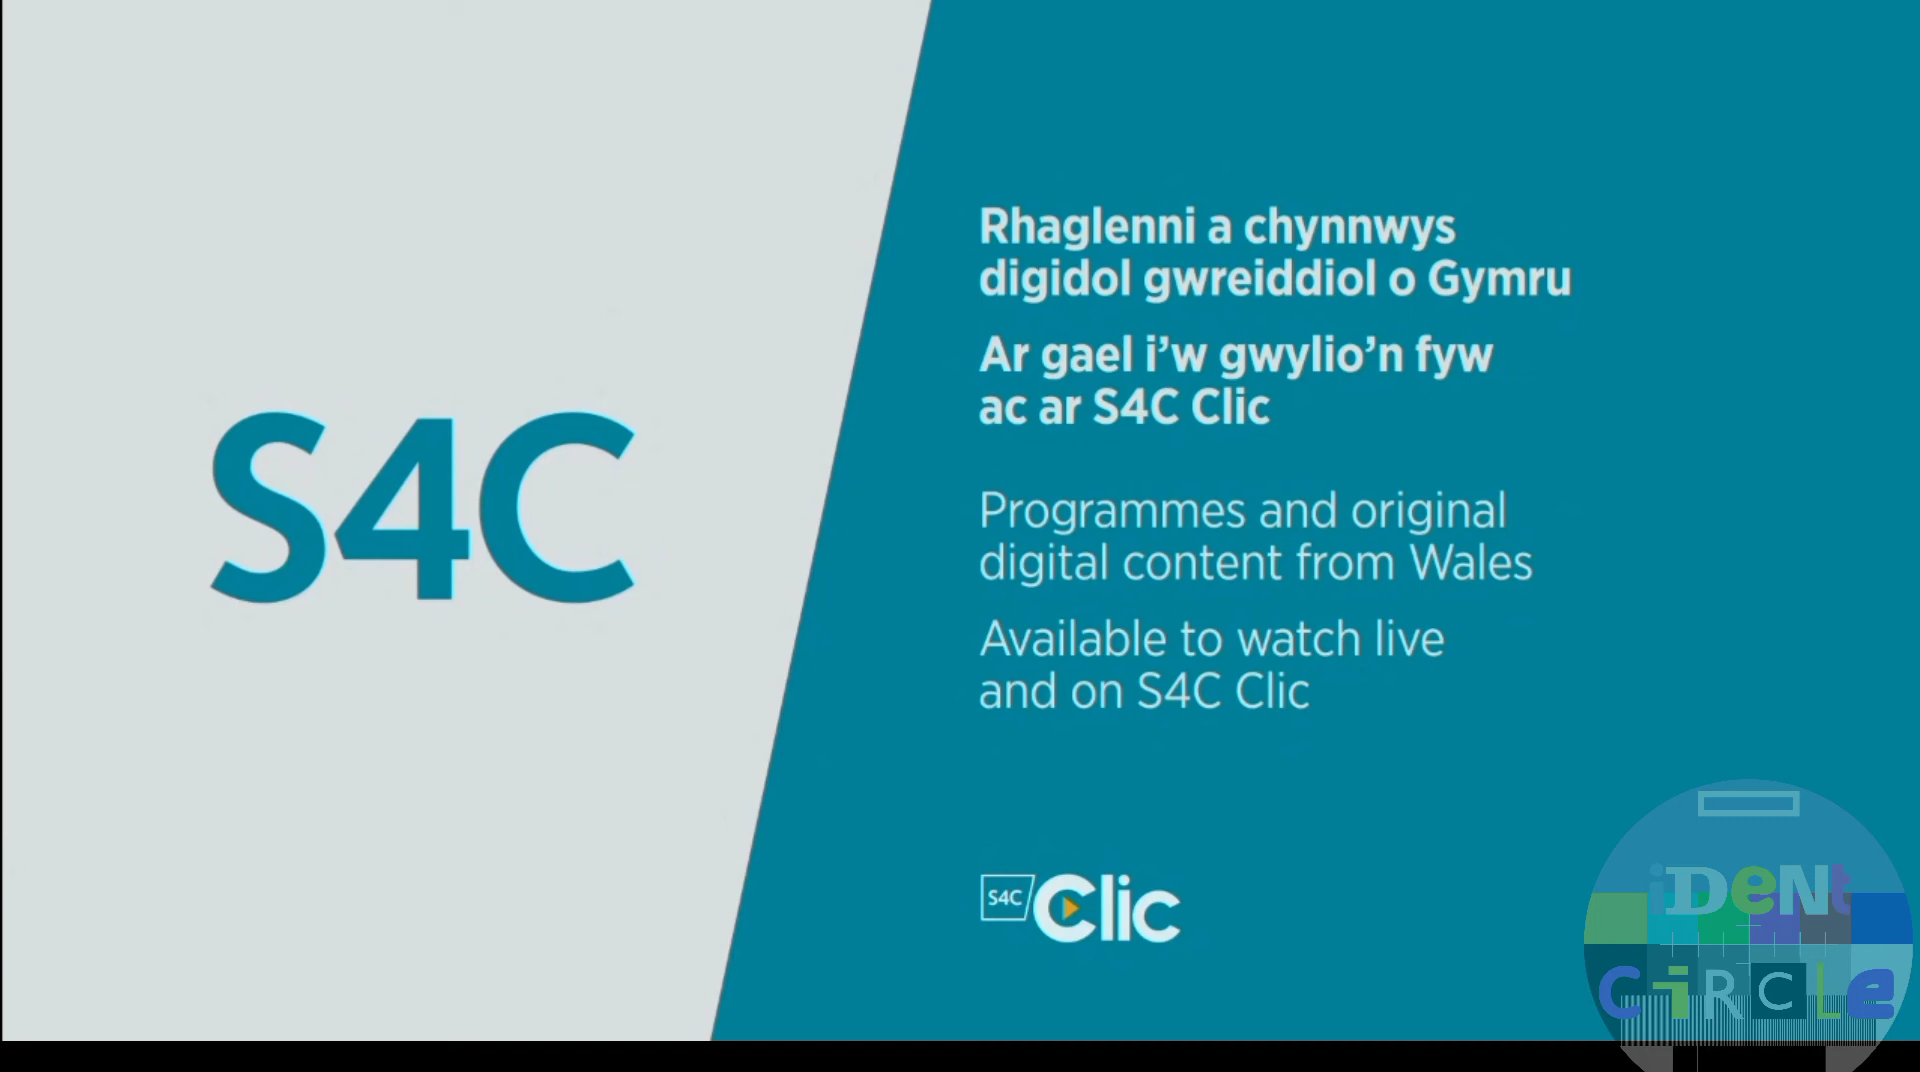 S4C
Rhaglenni a chynnwys
digidol gwreiddiol o Gymru
Ar gael i’w gwylio’n fyw
ac ar S4C Clic
Programmes and original
digital content from Wales
Available to watch live
and on S4C Clic
S4C Clic
iDeNt
CiRCLe